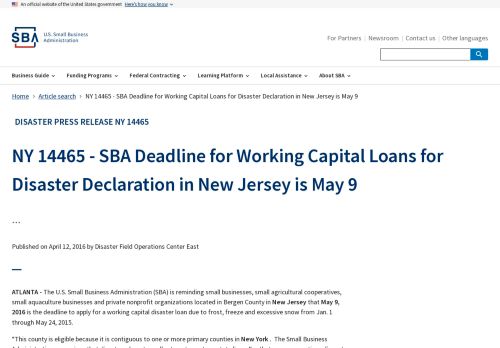 An official website of the United States government Here's how you know
SBA U.S. Small Business
Administration
For Partners Newsroom Contact us Other languages
Business Guide Funding Programs Federal Contracting Learning Platform Local Assistance About SBA
Home Article search NY 14465 - SBA Deadline for Working Capital Loans for Disaster Declaration in New Jersey is May 9
DISASTER PRESS RELEASE NY 14465
NY 14465 - SBA Deadline for Working Capital Loans for
Disaster Declaration in New Jersey is May 9
...
Published on April 12, 2016 by Disaster Field Operations Center East
ATLANTA - The U.S. Small Business Administration (SBA) is reminding small businesses, small agricultural cooperatives,
small aquaculture businesses and private nonprofit organizations located in Bergen County in New Jersey that May 9,
2016 is the deadline to apply for a working capital disaster loan due to frost, freeze and excessive snow from Jan. 1
through May 24, 2015.
"This county is eligible because it is contiguous to one or more primary counties in New York . The Small Business